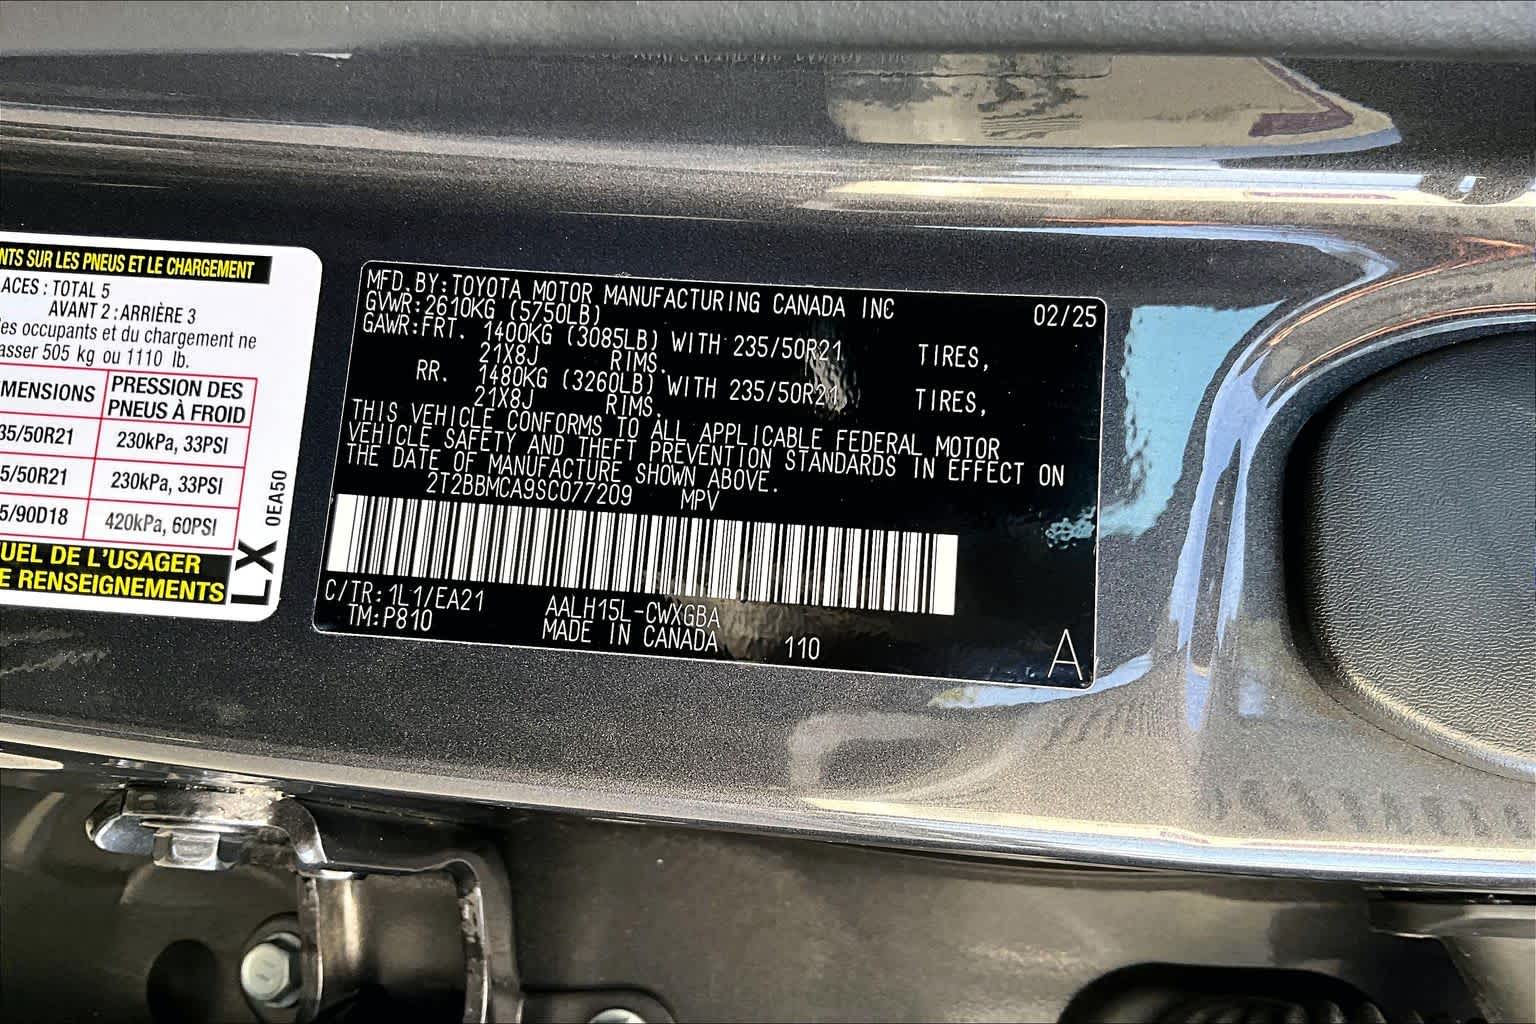 NTS SUR LES PNEUS ET LE CHARGEMENT
ACES : TOTAL 5
AVANT 2 : ARRIÈRE 3
es occupants et du chargement ne
asser 505 kg ou 1110 lb.
MENSIONS PRESSION DES PNEUS À FROID
35/50R21 230kPa, 33PSI
5/50R21 230kPa, 33PSI
5/90D18 420kPa, 60PSI
UEL DE L'USAGER
E RENSEIGNEMENTS
LX 0EA50
MFD. BY: TOYOTA MOTOR MANUFACTURING CANADA INC 02/25
GVWR: 2610KG (5750LB)
GAWR: FRT. 1400KG (3085LB) WITH 235/50R21 TIRES,
21X8J RIMS.
RR. 1480KG (3260LB) WITH 235/50R21 TIRES,
21X8J RIMS.
THIS VEHICLE CONFORMS TO ALL APPLICABLE FEDERAL MOTOR
VEHICLE SAFETY AND THEFT PREVENTION STANDARDS IN EFFECT ON
THE DATE OF MANUFACTURE SHOWN ABOVE.
2T2BBMCA9SC077209 MPV
C/TR: 1L1/EA21 AALH15L-CWXGBA
TM: P810 MADE IN CANADA 110 A